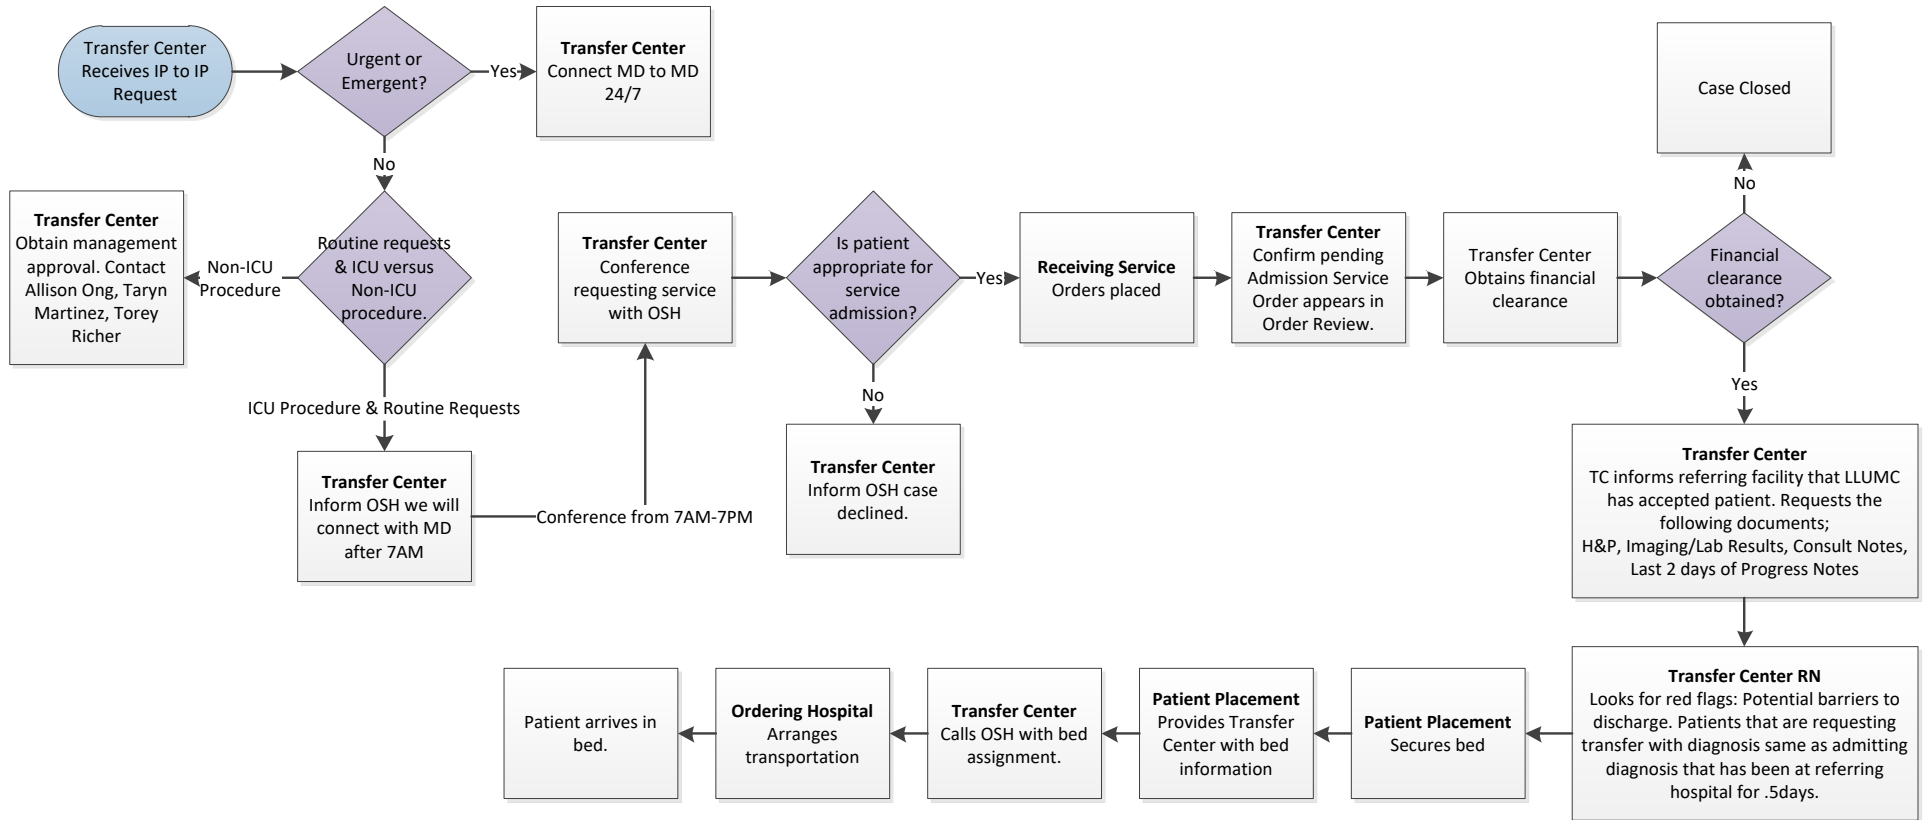 Transfer Center
Receives IP to IP
Request
Urgent or
Emergent?
Yes
Transfer Center
Connect MD to MD
24/7
No
Routine requests
& ICU versus
Non-ICU
procedure.
Non-ICU
Procedure
Transfer Center
Obtain management
approval. Contact
Allison Ong, Taryn
Martinez, Torey
Richer
ICU Procedure & Routine Requests
Transfer Center
Inform OSH we will
connect with MD
after 7AM
Conference from 7AM-7PM
Transfer Center
Conference
requesting service
with OSH
Is patient
appropriate for
service
admission?
No
Transfer Center
Inform OSH case
declined.
Yes
Receiving Service
Orders placed
Transfer Center
Confirm pending
Admission Service
Order appears in
Order Review.
Transfer Center
Obtains financial
clearance
Financial
clearance
obtained?
No
Case Closed
Yes
Transfer Center
TC informs referring facility that LLUMC
has accepted patient. Requests the
following documents;
H&P, Imaging/Lab Results, Consult Notes,
Last 2 days of Progress Notes
Transfer Center RN
Looks for red flags: Potential barriers to
discharge. Patients that are requesting
transfer with diagnosis same as admitting
diagnosis that has been at referring
hospital for .5days.
Patient Placement
Secures bed
Patient Placement
Provides Transfer
Center with bed
information
Transfer Center
Calls OSH with bed
assignment.
Ordering Hospital
Arranges
transportation
Patient arrives in
bed.